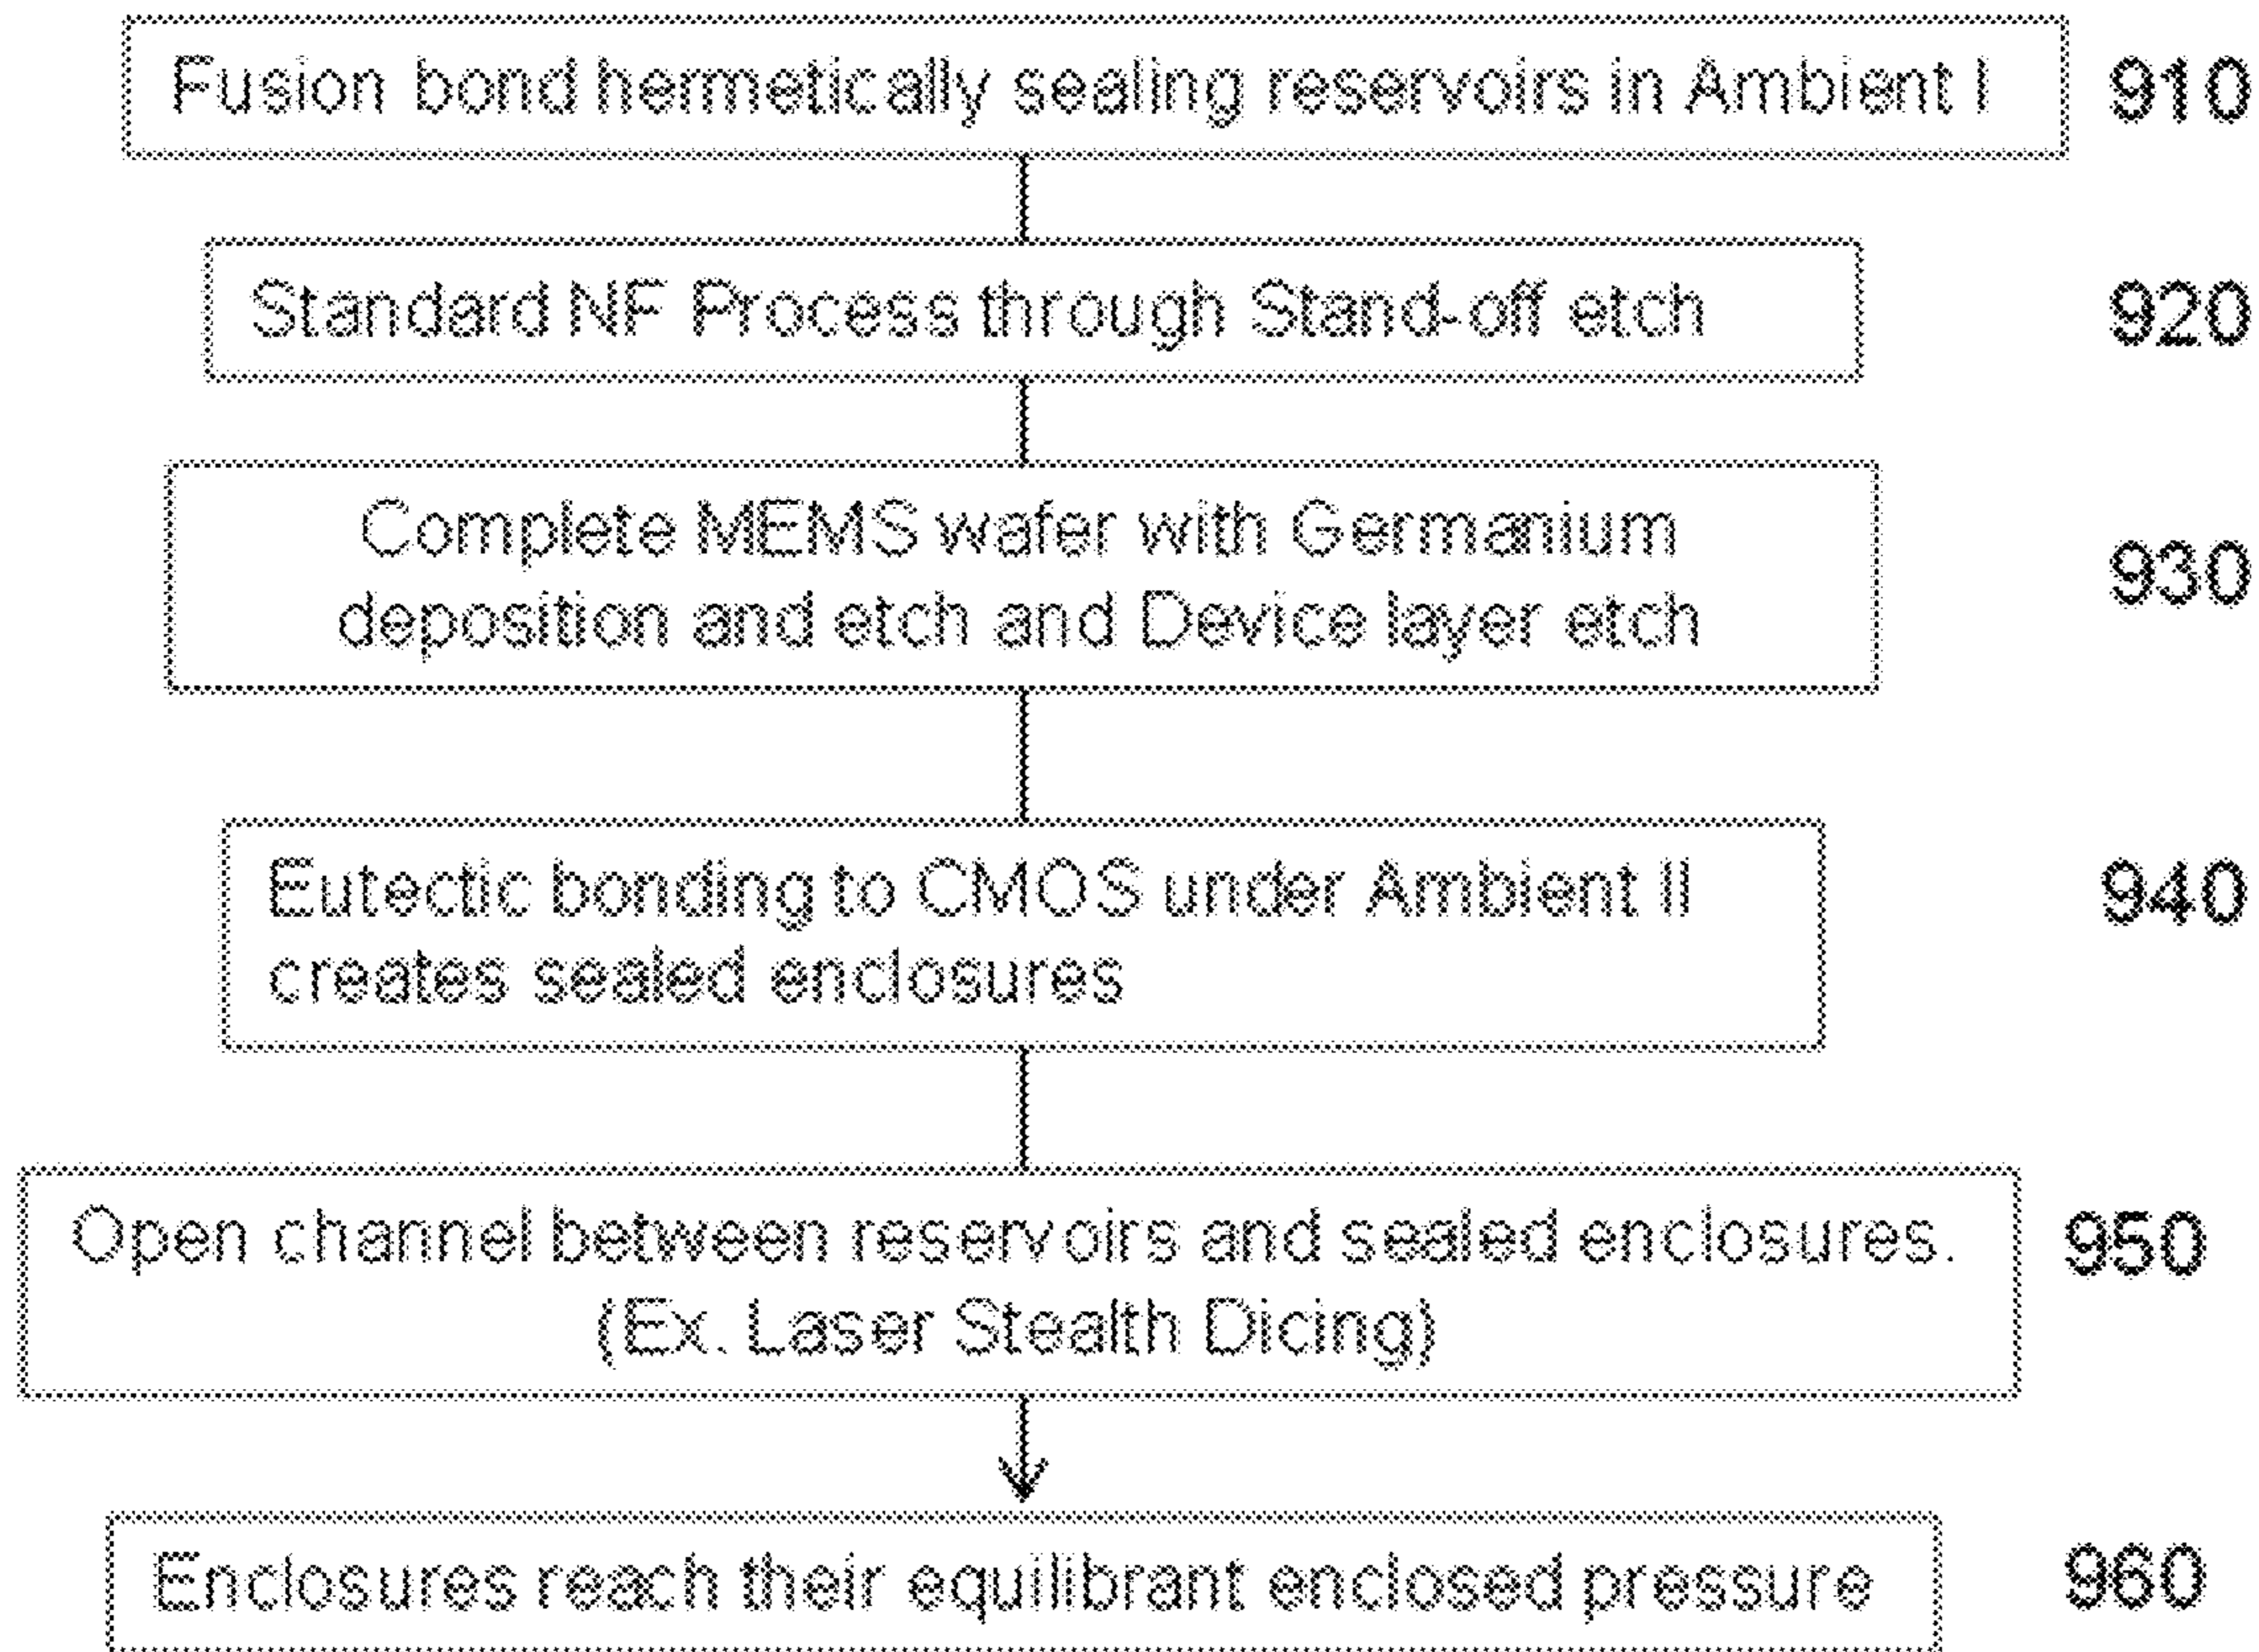 Fusion bond hermetically sealing reservoirs in Ambient I 910
Standard NF Process through Stand-off etch 920
Complete MEMS wafer with Germanium
deposition and etch and Device layer etch 930
Eutectic bonding to CMOS under Ambient II 940
creates sealed enclosures
Open channel between reservoirs and sealed enclosures. 950
(Ex. Laser Stealth Dicing)
Enclosures reach their equilibrant enclosed pressure 960